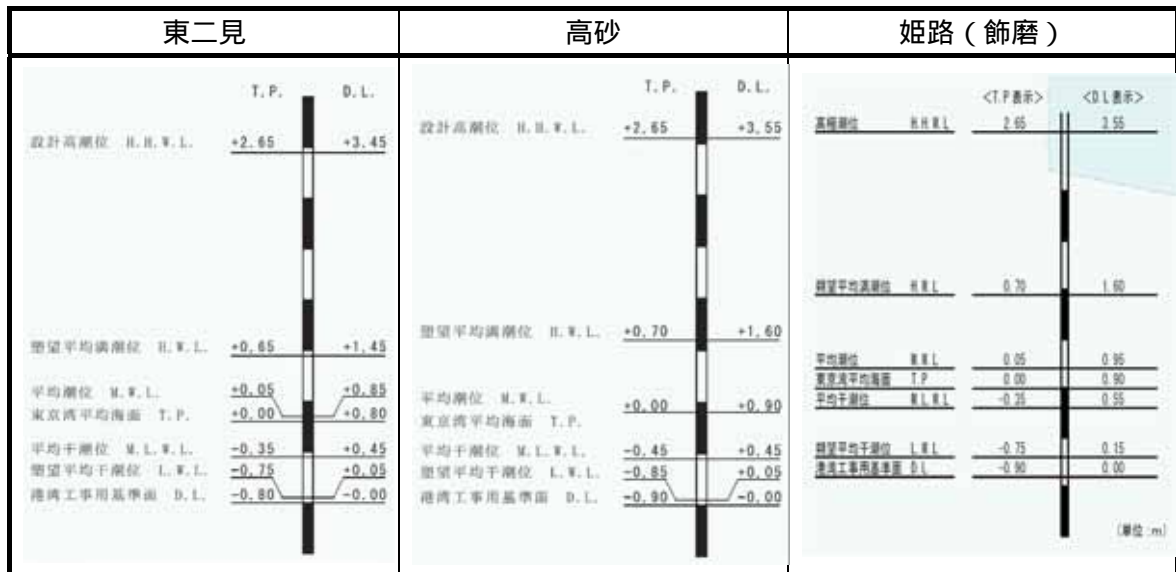 東二見
T.P. D.L.
設計高潮位 H.H.W.L. +2.65 +3.45
塑望平均満潮位 H.W.L. +0.65 +1.45
平均潮位 M.W.L. +0.05 +0.85
東京湾平均海面 T.P. +0.00 +0.80
平均干潮位 M.L.W.L. -0.35 +0.45
塑望平均干潮位 L.W.L. -0.75 +0.05
港湾工事用基準面 D.L. -0.80 -0.00
高砂
T.P. D.L.
設計高潮位 H.H.W.L. +2.65 +3.55
塑望平均満潮位 H.W.L. +0.70 +1.60
平均潮位 M.W.L.
+0.00 +0.90
東京湾平均海面 T.P.
平均干潮位 M.L.W.L. -0.45 +0.45
塑望平均干潮位 L.W.L. -0.85 +0.05
港湾工事用基準面 D.L. -0.90 -0.00
姫路（飾磨）
<T.P表示> <D.L表示>
高極潮位 H.H.W.L 2.65 3.55
朔望平均満潮位 H.W.L 0.70 1.60
平均潮位 M.W.L 0.05 0.95
東京湾平均海面 T.P 0.00 0.90
平均干潮位 M.L.W.L -0.35 0.55
朔望平均干潮位 L.W.L -0.75 0.15
港湾工事用基準面 D.L -0.90 0.00
(単位:m)